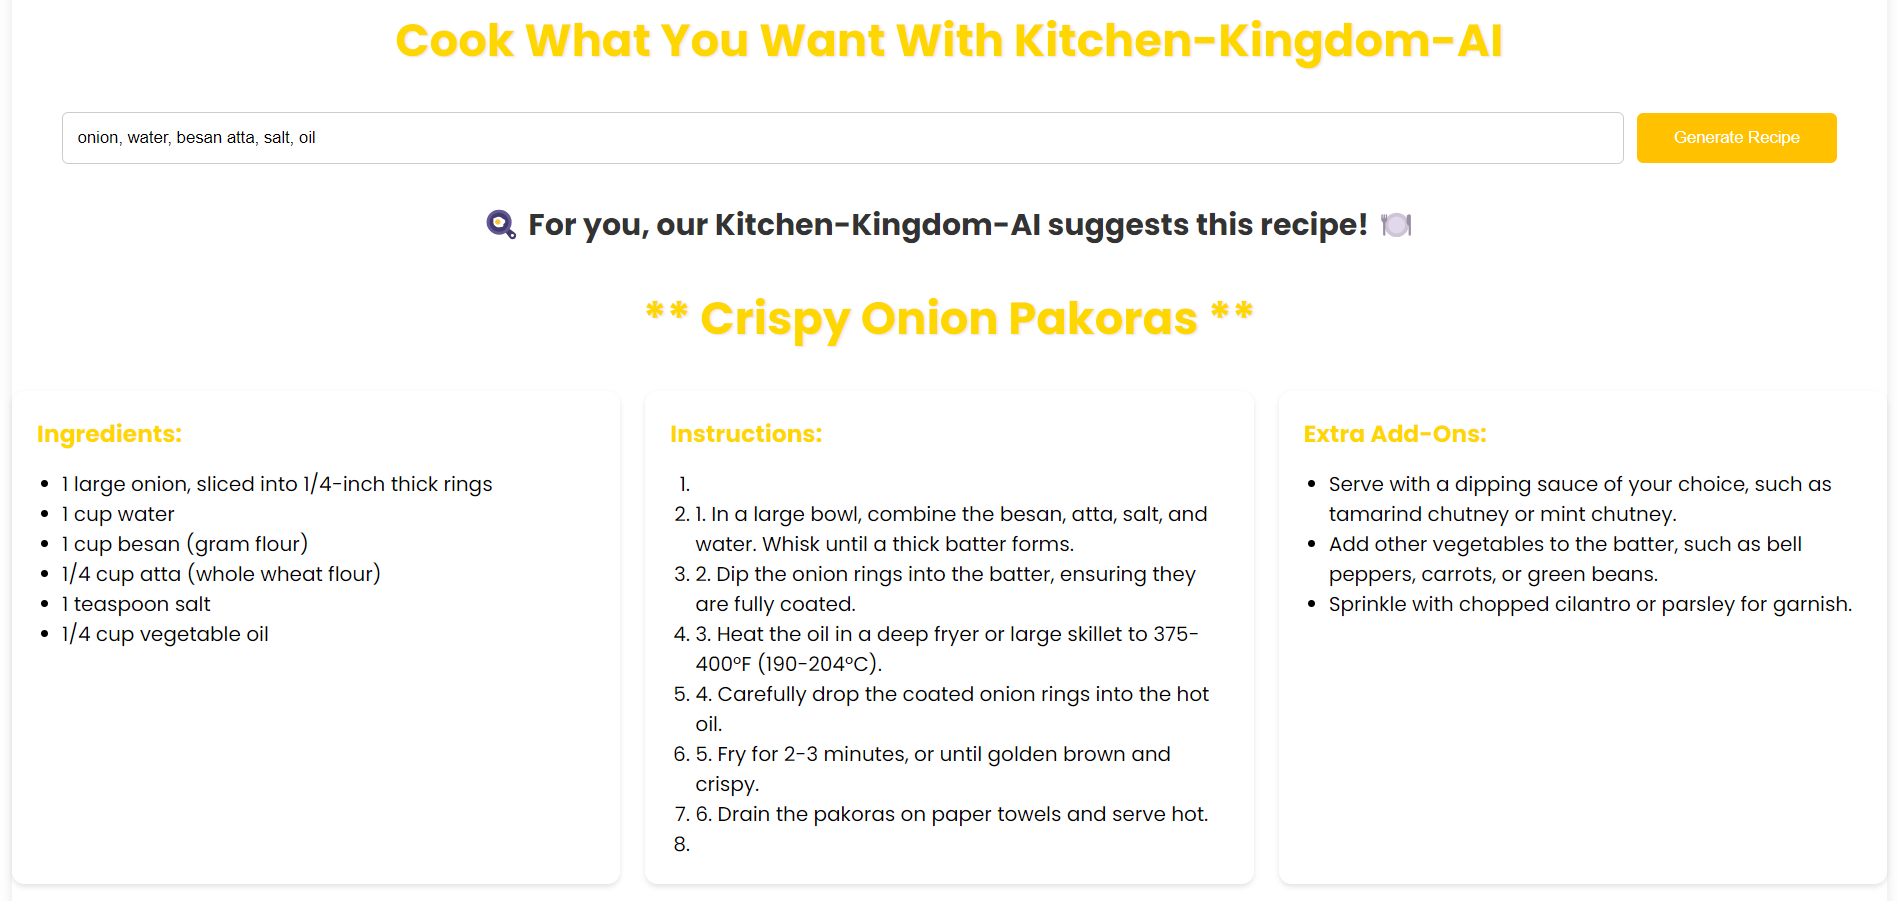 Cook What You Want With Kitchen-Kingdom-AI
onion, water, besan atta, salt, oil
Generate Recipe
🍳 For you, our Kitchen-Kingdom-AI suggests this recipe! 🍽️
** Crispy Onion Pakoras **
Ingredients:
• 1 large onion, sliced into 1/4-inch thick rings
• 1 cup water
• 1 cup besan (gram flour)
• 1/4 cup atta (whole wheat flour)
• 1 teaspoon salt
• 1/4 cup vegetable oil
Instructions:
1.
2. 1. In a large bowl, combine the besan, atta, salt, and
water. Whisk until a thick batter forms.
3. 2. Dip the onion rings into the batter, ensuring they
are fully coated.
4. 3. Heat the oil in a deep fryer or large skillet to 375-
400°F (190-204°C).
5. 4. Carefully drop the coated onion rings into the hot
oil.
6. 5. Fry for 2-3 minutes, or until golden brown and
crispy.
7. 6. Drain the pakoras on paper towels and serve hot.
8.
Extra Add-Ons:
• Serve with a dipping sauce of your choice, such as
tamarind chutney or mint chutney.
• Add other vegetables to the batter, such as bell
peppers, carrots, or green beans.
• Sprinkle with chopped cilantro or parsley for garnish.